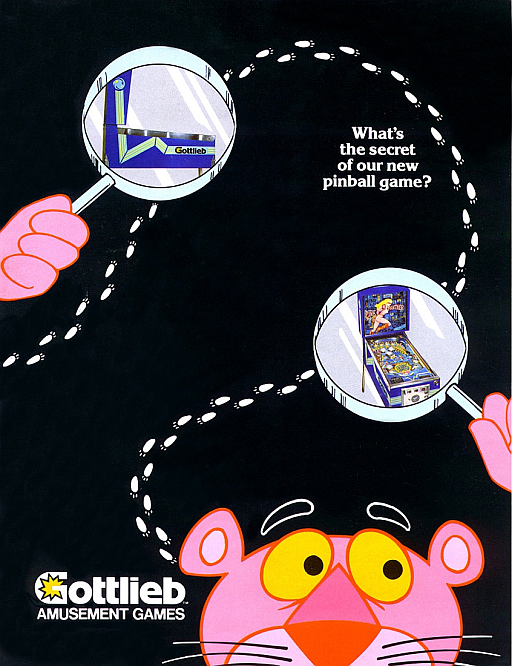 Gottlieb
What's
the secret
of our new
pinball game?
Gottlieb
AMUSEMENT GAMES